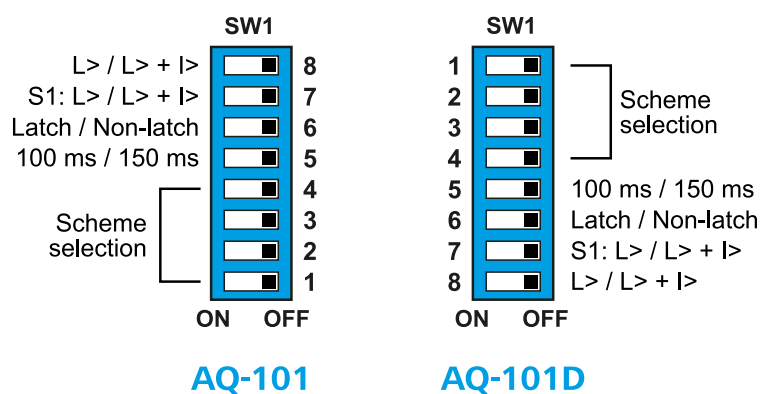 SW1
L> / L> + I> 8
S1: L> / L> + I> 7
Latch / Non-latch 6
100 ms / 150 ms 5
4
3
2
1
Scheme
selection
ON OFF
AQ-101
SW1
1
2
3
4
Scheme
selection
5 100 ms / 150 ms
6 Latch / Non-latch
7 S1: L> / L> + I>
8 L> / L> + I>
ON OFF
AQ-101D